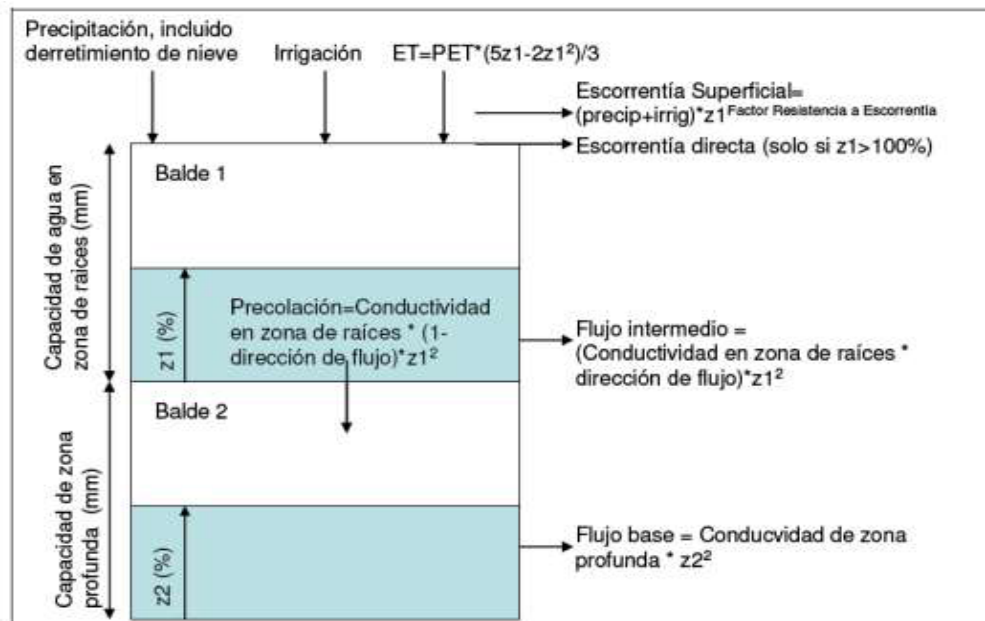 Precipitación, incluido
derretimiento de nieve
Irrigación
ET=PET*(5z1-2z1²)/3
Escorrentía Superficial=
(precip+irrig)*z1^Factor Resistencia a Escorrentía
Escorrentía directa (solo si z1>100%)
Capacidad de agua en
zona de raices (mm)
Balde 1
z1 (%)
Precolación=Conductividad
en zona de raíces * (1-
dirección de flujo)*z1²
Flujo intermedio =
(Conductividad en zona de raíces *
dirección de flujo)*z1²
Capacidad de zona
profunda (mm)
Balde 2
z2 (%)
Flujo base = Conducvidad de zona
profunda * z2²